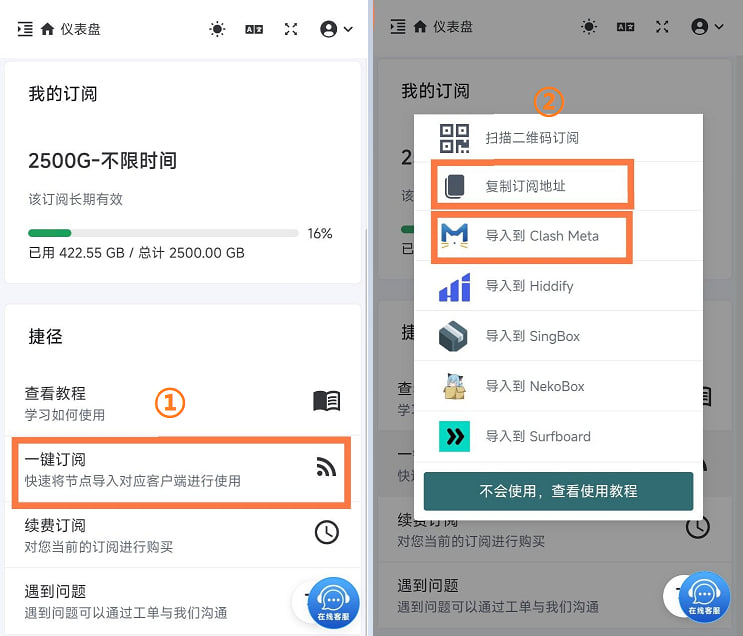 仪表盘
我的订阅
2500G-不限时间
该订阅长期有效
16%
已用 422.55 GB / 总计 2500.00 GB
捷径
查看教程
学习如何使用
①
一键订阅
快速将节点导入对应客户端进行使用
续费订阅
对您当前的订阅进行购买
遇到问题
遇到问题可以通过工单与我们沟通
在线客服
仪表盘
我的订阅
②
扫描二维码订阅
复制订阅地址
导入到 Clash Meta
导入到 Hiddify
导入到 SingBox
导入到 NekoBox
导入到 Surfboard
不会使用，查看使用教程
续费订阅
对您当前的订阅进行购买
遇到问题
遇到问题可以通过工单与我们沟通
在线客服